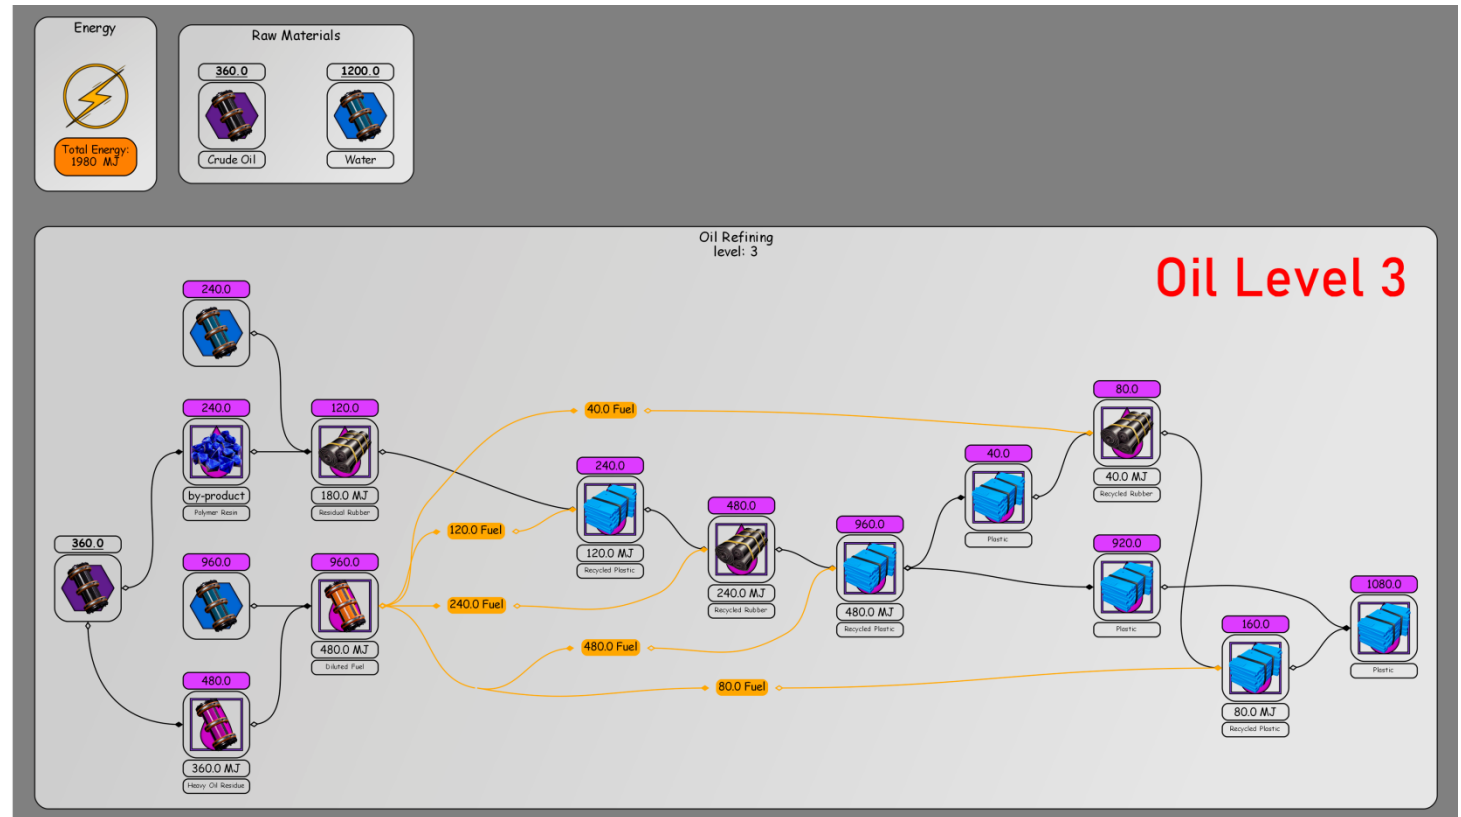 Energy
Total Energy:
1980 MJ
Raw Materials
360.0
Crude Oil
1200.0
Water
Oil Refining
level: 3
Oil Level 3
240.0
240.0
by-product
Polymer Resin
120.0
180.0 MJ
Residual Rubber
360.0
960.0
960.0
480.0 MJ
Diluted Fuel
480.0
360.0 MJ
Heavy Oil Residue
40.0 Fuel
120.0 Fuel
240.0 Fuel
480.0 Fuel
80.0 Fuel
240.0
120.0 MJ
Recycled Plastic
480.0
240.0 MJ
Recycled Rubber
960.0
480.0 MJ
Recycled Plastic
40.0
Plastic
80.0
40.0 MJ
Recycled Rubber
920.0
Plastic
160.0
80.0 MJ
Recycled Plastic
1080.0
Plastic